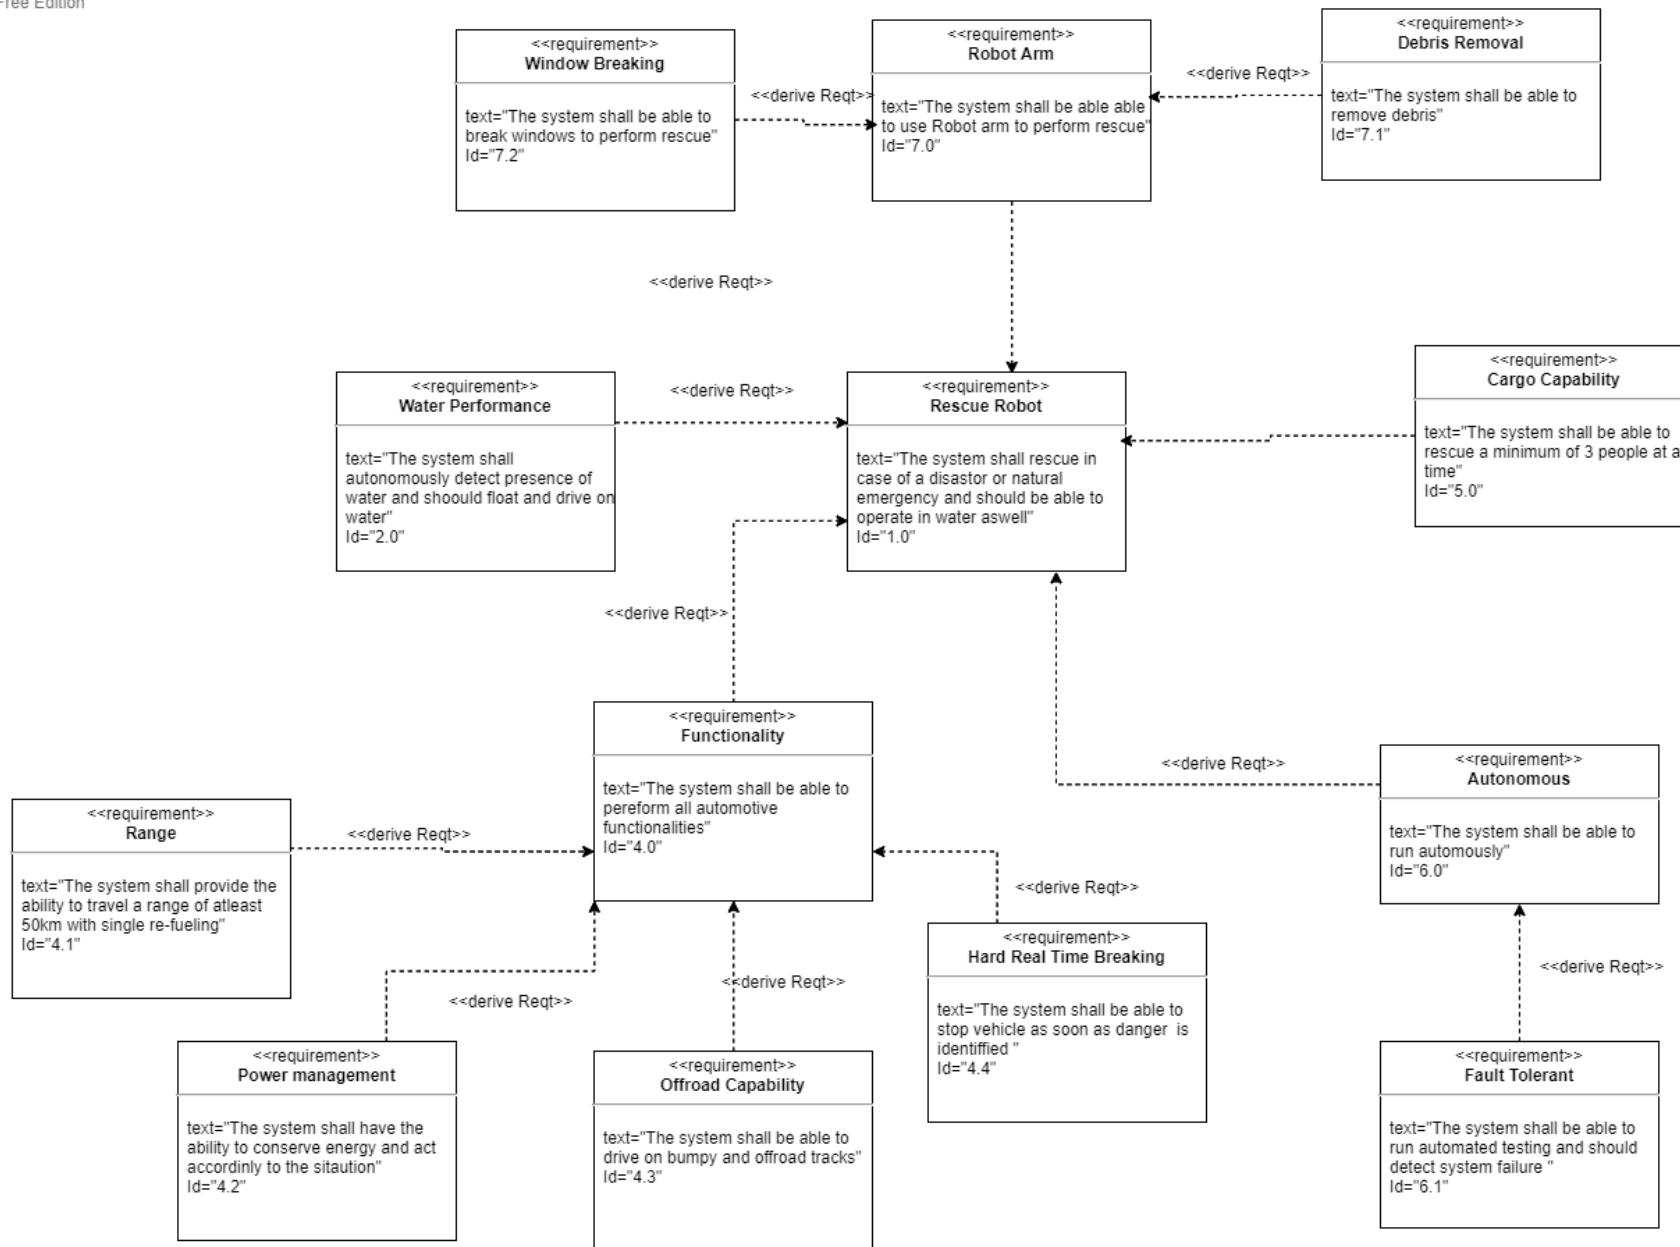 Free Edition
<<requirement>>
Window Breaking
text="The system shall be able to
break windows to perform rescue"
Id="7.2"
<<derive Reqt>>
<<requirement>>
Robot Arm
text="The system shall be able able
to use Robot arm to perform rescue"
Id="7.0"
<<derive Reqt>>
<<requirement>>
Debris Removal
text="The system shall be able to
remove debris"
Id="7.1"
<<derive Reqt>>
<<requirement>>
Water Performance
text="The system shall
autonomously detect presence of
water and shoould float and drive on
water"
Id="2.0"
<<derive Reqt>>
<<requirement>>
Rescue Robot
text="The system shall rescue in
case of a disastor or natural
emergency and should be able to
operate in water aswell"
Id="1.0"
<<requirement>>
Cargo Capability
text="The system shall be able to
rescue a minimum of 3 people at a
time"
Id="5.0"
<<derive Reqt>>
<<requirement>>
Functionality
text="The system shall be able to
pereform all automotive
functionalities"
Id="4.0"
<<derive Reqt>>
<<requirement>>
Autonomous
text="The system shall be able to
run automously"
Id="6.0"
<<requirement>>
Range
text="The system shall provide the
ability to travel a range of atleast
50km with single re-fueling"
Id="4.1"
<<derive Reqt>>
<<derive Reqt>>
<<requirement>>
Hard Real Time Breaking
text="The system shall be able to
stop vehicle as soon as danger  is
identiffied "
Id="4.4"
<<derive Reqt>>
<<derive Reqt>>
<<derive Reqt>>
<<requirement>>
Power management
text="The system shall have the
ability to conserve energy and act
accordinly to the sitaution"
Id="4.2"
<<requirement>>
Offroad Capability
text="The system shall be able to
drive on bumpy and offroad tracks"
Id="4.3"
<<requirement>>
Fault Tolerant
text="The system shall be able to
run automated testing and should
detect system failure "
Id="6.1"